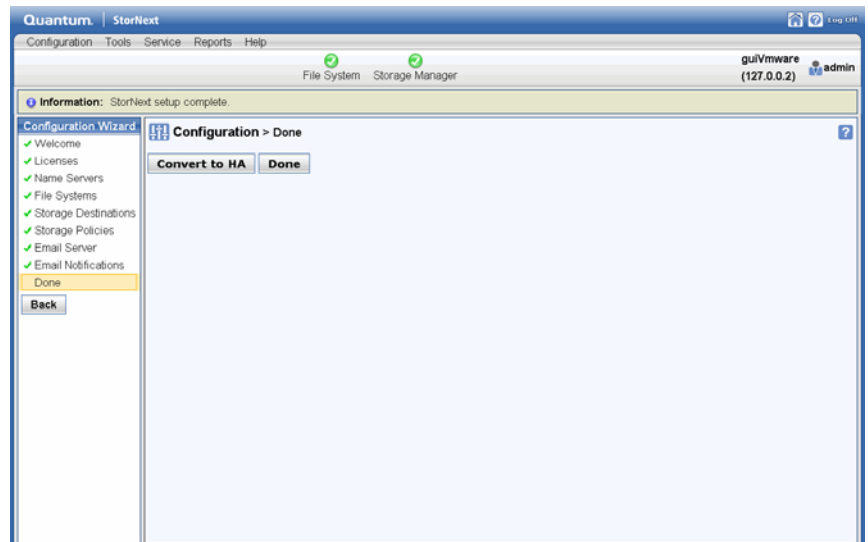 Quantum. StorNext
Log Off
Configuration Tools Service Reports Help
File System Storage Manager
guiVmware
(127.0.0.2)
admin
Information: StorNext setup complete.
Configuration Wizard
Welcome
Licenses
Name Servers
File Systems
Storage Destinations
Storage Policies
Email Server
Email Notifications
Done
Back
Configuration > Done
?
Convert to HA Done